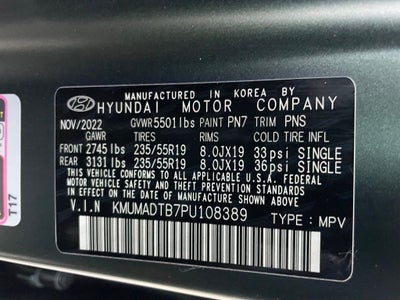 MANUFACTURED IN KOREA BY
HYUNDAI MOTOR COMPANY
NOV/2022 GVWR5501lbs PAINT PN7 TRIM PNS
GAWR TIRES RIMS COLD TIRE INFL
FRONT 2745 lbs 235/55R19 8.0JX19 33psi SINGLE
REAR 3131 lbs 235/55R19 8.0JX19 36psi SINGLE
THIS VEHICLE CONFORMS TO ALL APPLICABLE U.S.A. FEDERAL
MOTOR VEHICLE SAFETY, BUMPER, AND THEFT PREVENTION STANDARDS
IN EFFECT ON THE DATE OF MANUFACTURE SHOWN ABOVE.
V.I.N KMUMADTB7PU108389
TYPE : MPV
T17